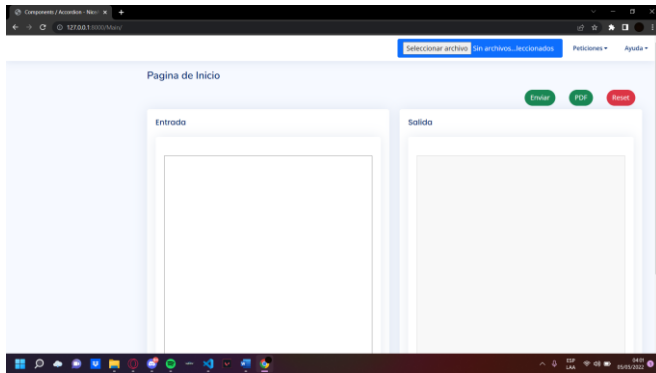 Components / Accordion - Nice
127.0.0.1:8000/Main/
Seleccionar archivo Sin archivos...leccionados Peticiones Ayuda
Pagina de Inicio
Enviar PDF Reset
Entrada Salida
ESP 04:01
LAA 05/05/2022